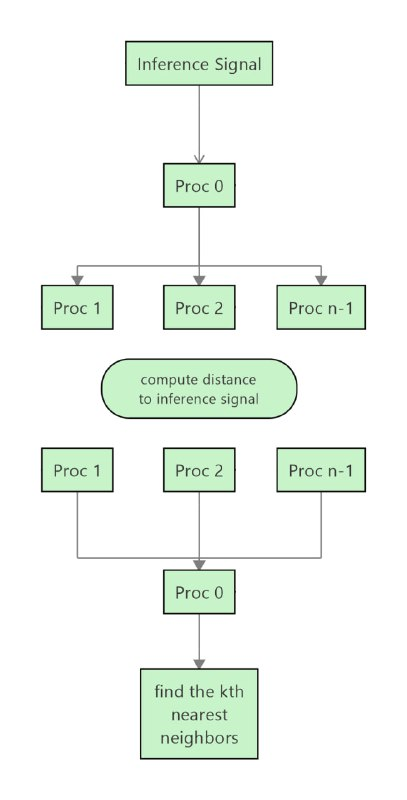 Inference Signal
Proc 0
Proc 1
Proc 2
Proc n-1
compute distance
to inference signal
Proc 1
Proc 2
Proc n-1
Proc 0
find the kth
nearest
neighbors